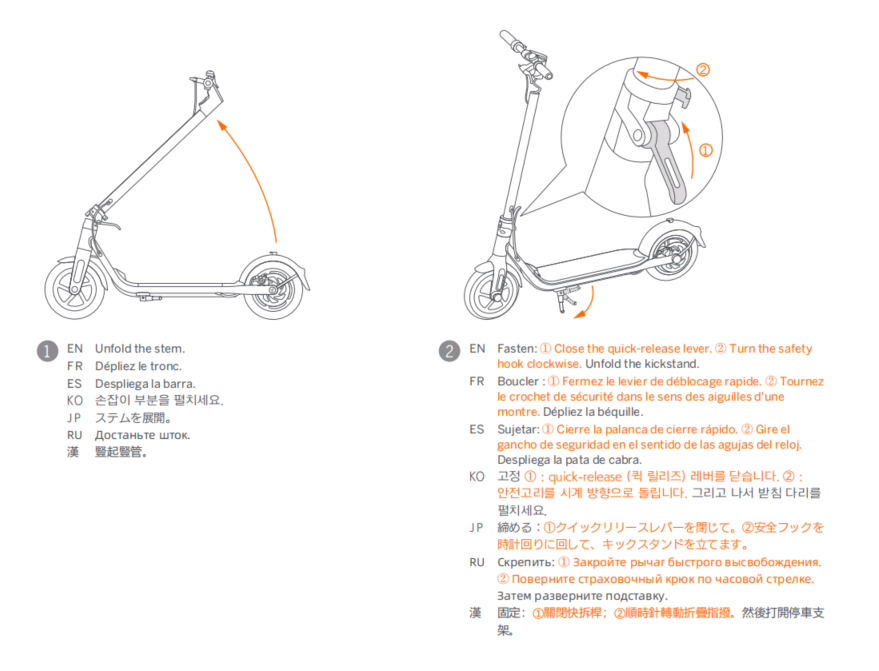 ②
①
1
EN Unfold the stem.
FR Dépliez le tronc.
ES Despliega la barra.
KO 손잡이 부분을 펼치세요.
JP ステムを展開。
RU Достаньте шток.
漢 豎起豎管。
2
EN Fasten: ① Close the quick-release lever. ② Turn the safety
hook clockwise. Unfold the kickstand.
FR Boucler : ① Fermez le levier de déblocage rapide. ② Tournez
le crochet de sécurité dans le sens des aiguilles d'une
montre. Dépliez la béquille.
ES Sujetar: ① Cierre la palanca de cierre rápido. ② Gire el
gancho de seguridad en el sentido de las agujas del reloj.
Despliega la pata de cabra.
KO 고정 ① : quick-release (퀵 릴리즈) 레버를 닫습니다. ② :
안전고리를 시계 방향으로 돌립니다. 그리고 나서 받침 다리를
펼치세요.
JP 締める：①クイックリリースレバーを閉じて。②安全フックを
時計回りに回して、キックスタンドを立てます。
RU Скрепить: ① Закройте рычаг быстрого высвобождения.
② Поверните страховочный крюк по часовой стрелке.
Затем разверните подставку.
漢 固定：①關閉快拆桿；②順時針轉動折疊指撥。然後打開停車支
架。